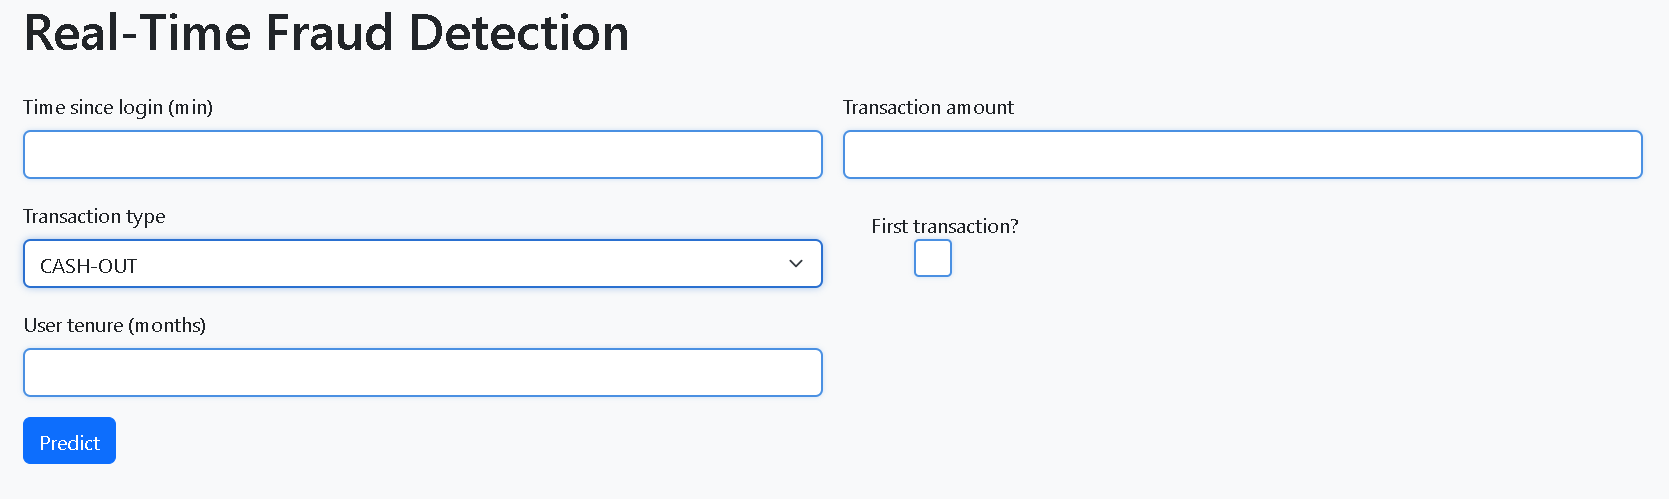 Real-Time Fraud Detection
Time since login (min)
Transaction amount
Transaction type
CASH-OUT
First transaction?
User tenure (months)
Predict